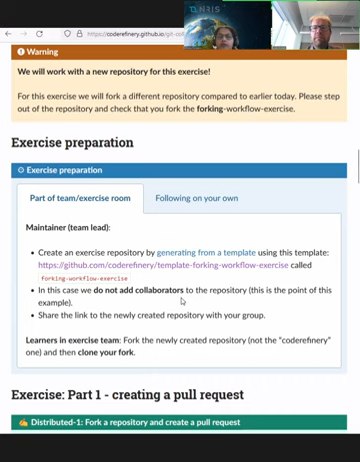 https://coderefinery.github.io/git-coll
Warning
We will work with a new repository for this exercise!
For this exercise we will fork a different repository compared to earlier today. Please step
out of the repository and check that you fork the forking-workflow-exercise.
Exercise preparation
Exercise preparation
Part of team/exercise room
Following on your own
Maintainer (team lead):
Create an exercise repository by generating from a template using this template:
https://github.com/coderefinery/template-forking-workflow-exercise called
forking-workflow-exercise
In this case we do not add collaborators to the repository (this is the point of this
example).
Share the link to the newly created repository with your group.
Learners in exercise team: Fork the newly created repository (not the "coderefinery"
one) and then clone your fork.
Exercise: Part 1 - creating a pull request
Distributed-1: Fork a repository and create a pull request